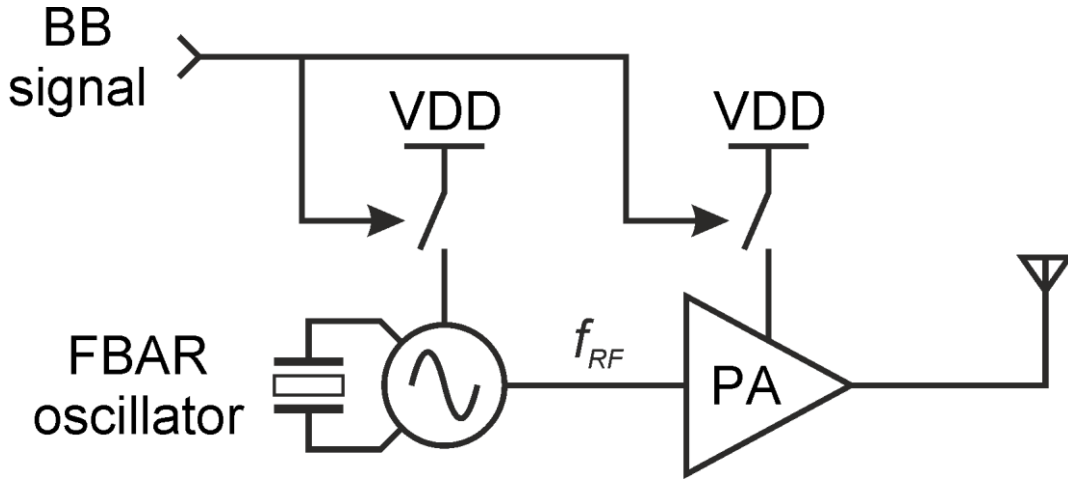 BB
signal
VDD
VDD
FBAR
oscillator
f_RF
PA